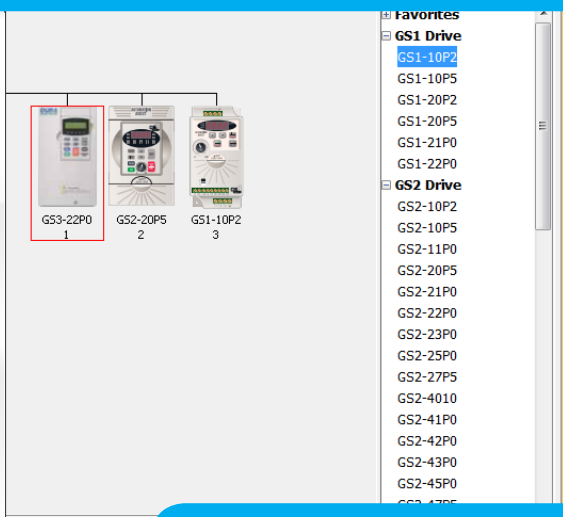 GS3-22P0
1
GS2-20P5
2
GS1-10P2
3
Favorites
GS1 Drive
GS1-10P2
GS1-10P5
GS1-20P2
GS1-20P5
GS1-21P0
GS1-22P0
GS2 Drive
GS2-10P2
GS2-10P5
GS2-11P0
GS2-20P5
GS2-21P0
GS2-22P0
GS2-23P0
GS2-25P0
GS2-27P5
GS2-4010
GS2-41P0
GS2-42P0
GS2-43P0
GS2-45P0
GS2-47P5